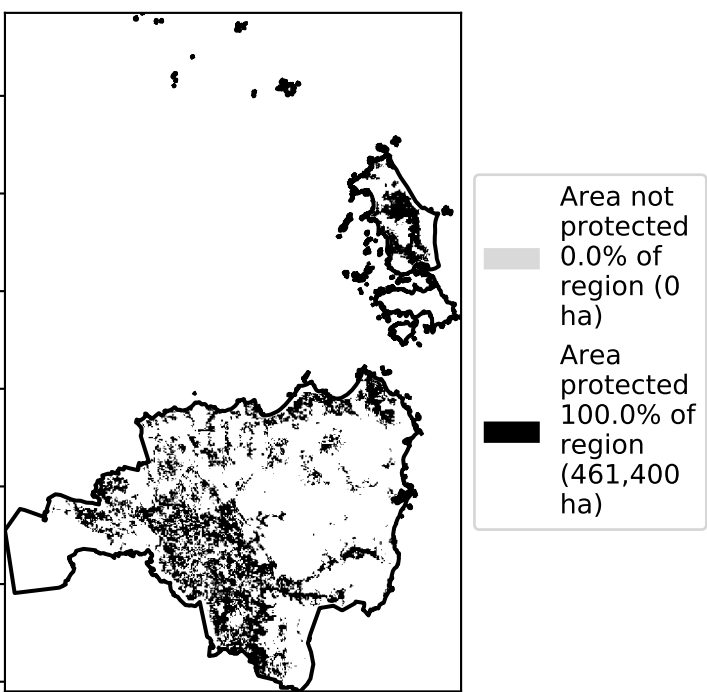 Area not
protected
0.0% of
region (0
ha)
Area
protected
100.0% of
region
(461,400
ha)